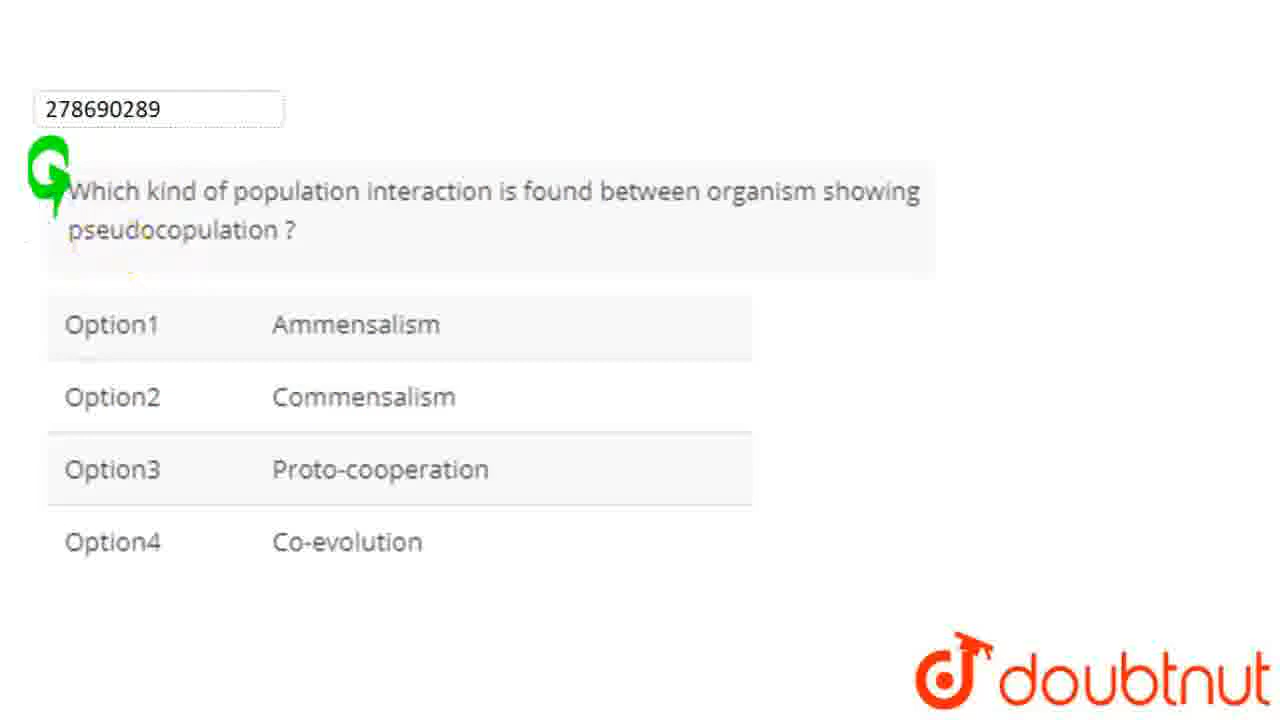 278690289
Which kind of population interaction is found between organism showing
pseudocopulation ?
Option1 Ammensalism
Option2 Commensalism
Option3 Proto-cooperation
Option4 Co-evolution
doubtnut